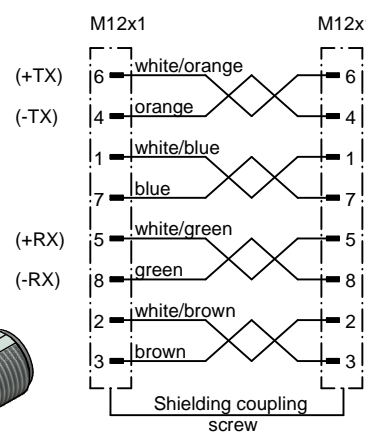 M12x1 M12x
(+TX) 6 white/orange 6
(-TX) 4 orange 4
1 white/blue 1
7 blue 7
(+RX) 5 white/green 5
(-RX) 8 green 8
2 white/brown 2
3 brown 3
Shielding coupling
screw